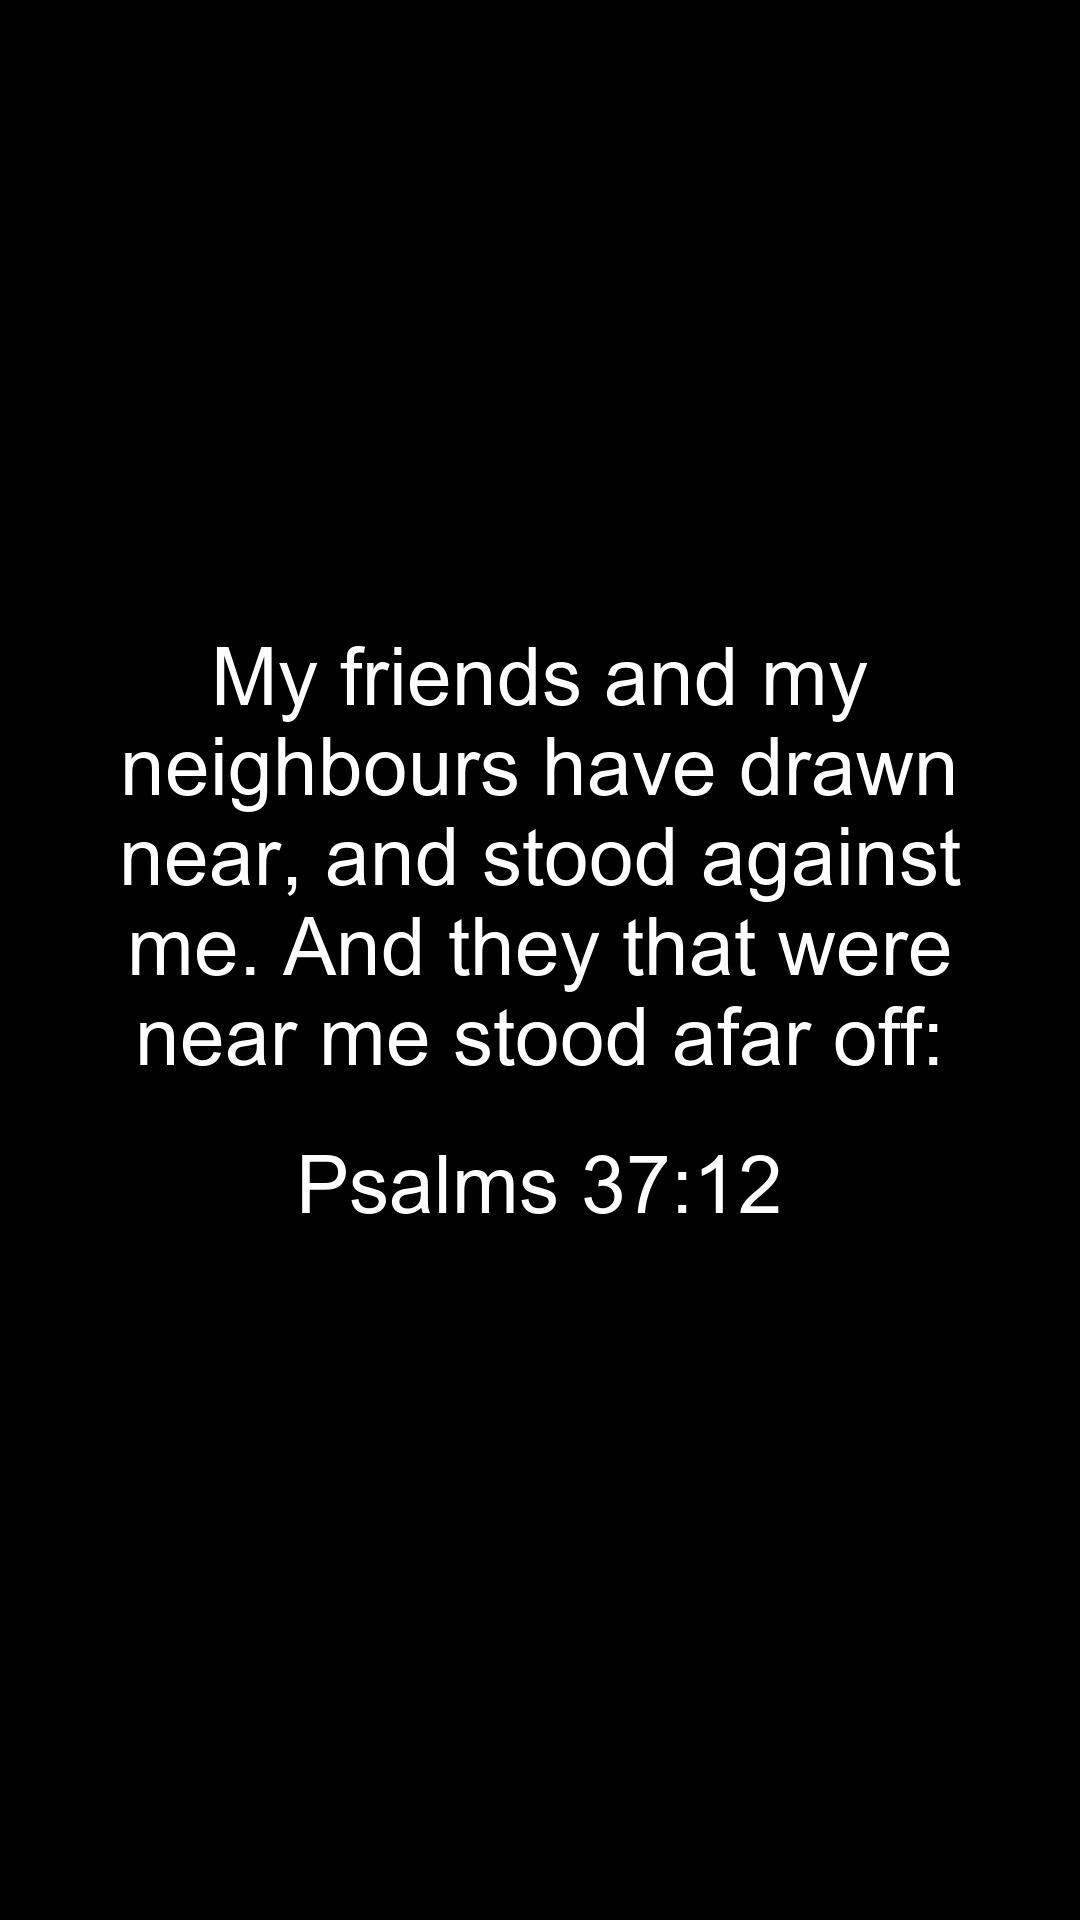 My friends and my
neighbours have drawn
near, and stood against
me. And they that were
near me stood afar off:
Psalms 37:12